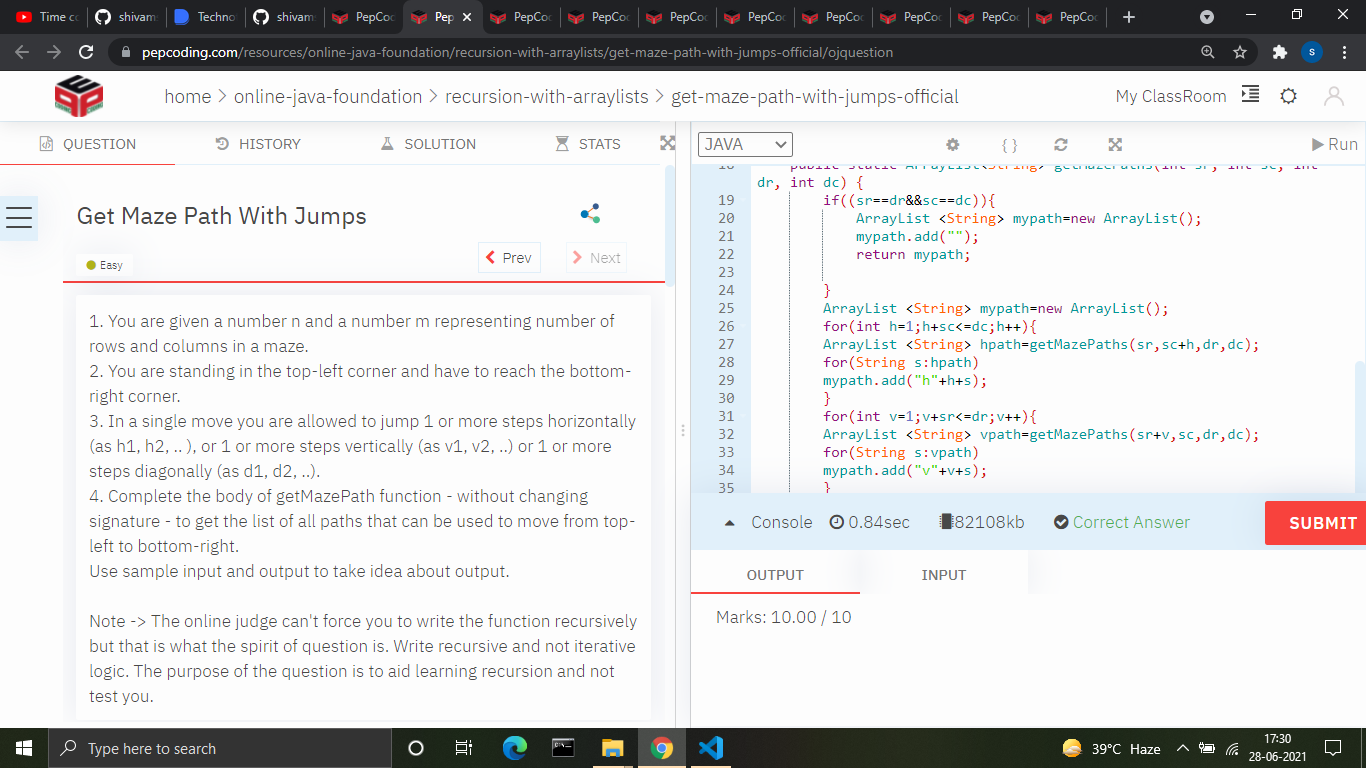 Time co
shivam
Techno
shivam
PepCod
Pep
PepCoc
PepCoc
PepCoc
PepCoc
PepCoc
PepCoc
PepCoc
PepCoc
pepcoding.com/resources/online-java-foundation/recursion-with-arraylists/get-maze-path-with-jumps-official/ojquestion
S
home > online-java-foundation > recursion-with-arraylists > get-maze-path-with-jumps-official
My ClassRoom
QUESTION
HISTORY
SOLUTION
STATS
Get Maze Path With Jumps
Easy
Prev
Next
1. You are given a number n and a number m representing number of
rows and columns in a maze.
2. You are standing in the top-left corner and have to reach the bottom-
right corner.
3. In a single move you are allowed to jump 1 or more steps horizontally
(as h1, h2, .. ), or 1 or more steps vertically (as v1, v2, ..) or 1 or more
steps diagonally (as d1, d2, ..).
4. Complete the body of getMazePath function - without changing
signature - to get the list of all paths that can be used to move from top-
left to bottom-right.
Use sample input and output to take idea about output.
Note -> The online judge can't force you to write the function recursively
but that is what the spirit of question is. Write recursive and not iterative
logic. The purpose of the question is to aid learning recursion and not
test you.
JAVA
{ }
Run
18 public static ArrayList<String> getMazePaths(int sr, int sc, int
dr, int dc) {
19 if((sr==dr&&sc==dc)){
20 ArrayList <String> mypath=new ArrayList();
21 mypath.add("");
22 return mypath;
23
24 }
25 ArrayList <String> mypath=new ArrayList();
26 for(int h=1;h+sc<=dc;h++){
27 ArrayList <String> hpath=getMazePaths(sr,sc+h,dr,dc);
28 for(String s:hpath)
29 mypath.add("h"+h+s);
30 }
31 for(int v=1;v+sr<=dr;v++){
32 ArrayList <String> vpath=getMazePaths(sr+v,sc,dr,dc);
33 for(String s:vpath)
34 mypath.add("v"+v+s);
35 }
Console 0.84sec 82108kb Correct Answer
SUBMIT
OUTPUT
INPUT
Marks: 10.00 / 10
Type here to search
39°C Haze
17:30
28-06-2021